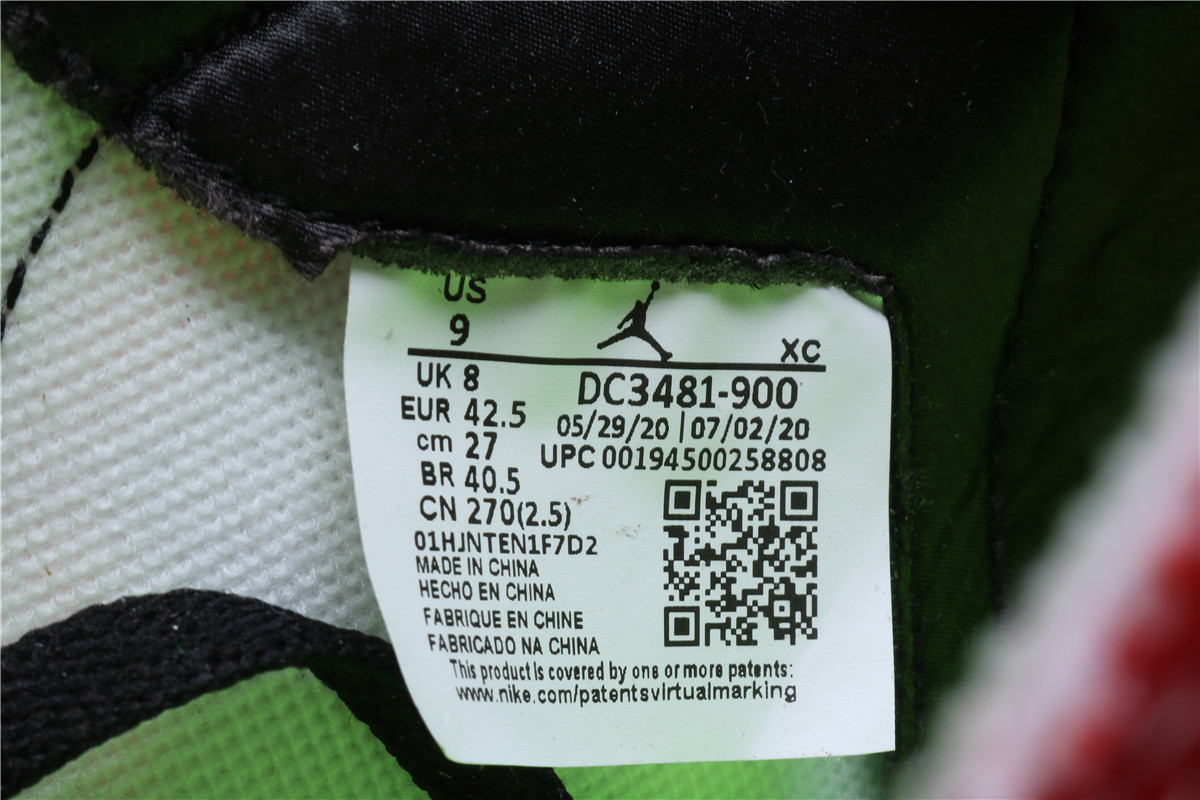 US
9
XC
UK 8
EUR 42.5
cm 27
BR 40.5
CN 270(2.5)
DC3481-900
05/29/20 | 07/02/20
UPC 00194500258808
01HJNTEN1F7D2
MADE IN CHINA
HECHO EN CHINA
FABRIQUE EN CHINE
FABRICADO NA CHINA
This product is covered by one or more patents:
www.nike.com/patentsvirtualmarking